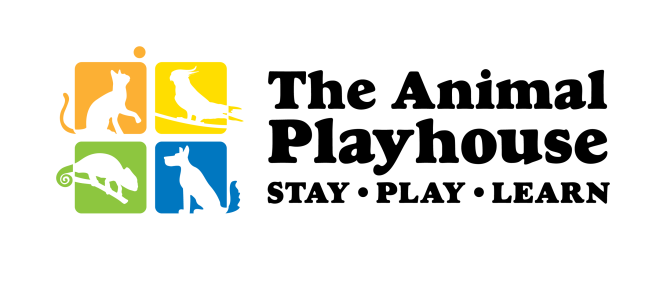 The Animal
Playhouse
STAY • PLAY • LEARN